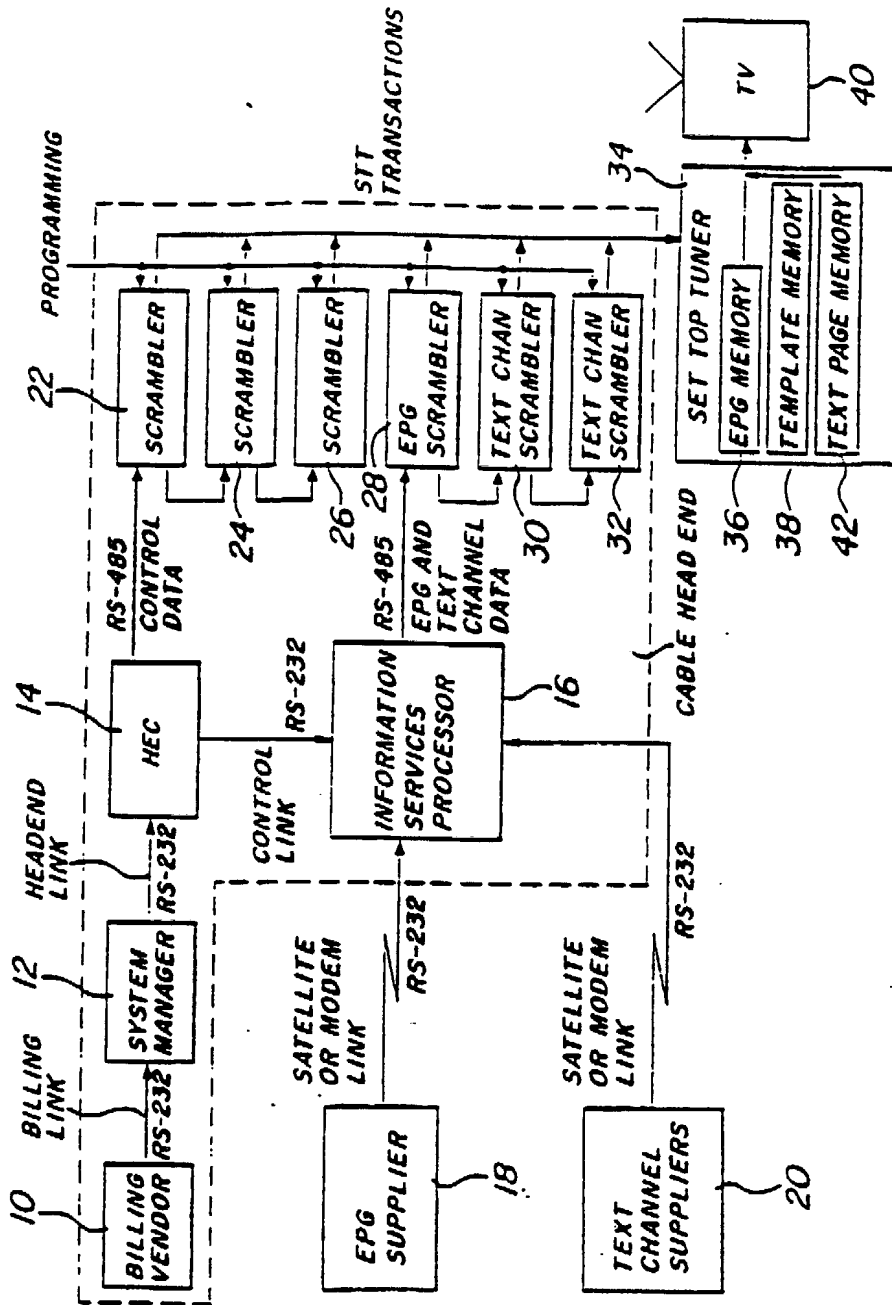 10
BILLING
VENDOR
BILLING
LINK
RS-232
12
SYSTEM
MANAGER
HEADEND
LINK
RS-232
14
HEC
RS-485
CONTROL
DATA
22
SCRAMBLER
SCRAMBLER
24
SCRAMBLER
26
PROGRAMMING
STT
TRANSACTIONS
CONTROL
LINK
RS-232
EPG
SUPPLIER
18
SATELLITE
OR MODEM
LINK
RS-232
INFORMATION
SERVICES
PROCESSOR
16
RS-485
EPG AND
TEXT
CHANNEL
DATA
28
EPG
SCRAMBLER
TEXT CHAN
SCRAMBLER
30
TEXT CHAN
SCRAMBLER
32
TEXT
CHANNEL
SUPPLIERS
20
SATELLITE
OR MODEM
LINK
RS-232
CABLE HEAD END
34
SET TOP TUNER
EPG MEMORY
36
TEMPLATE MEMORY
38
TEXT PAGE MEMORY
42
TV
40